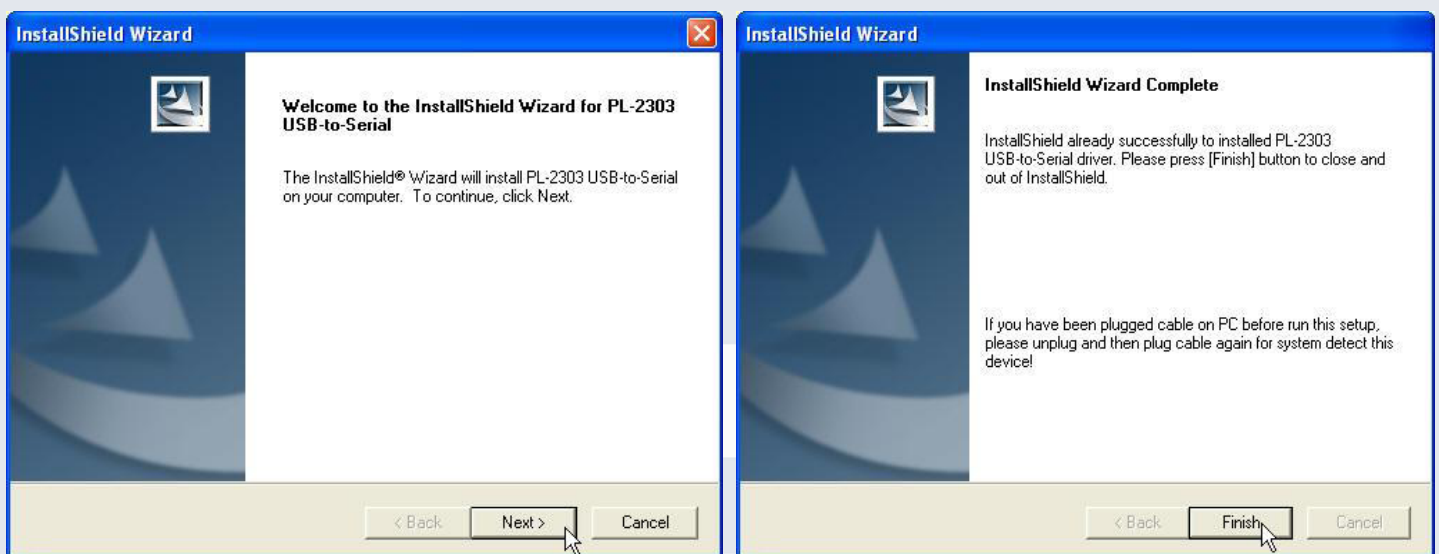 InstallShield Wizard
Welcome to the InstallShield Wizard for PL-2303
USB-to-Serial
The InstallShield® Wizard will install PL-2303 USB-to-Serial
on your computer. To continue, click Next.
< Back
Next >
Cancel
InstallShield Wizard
InstallShield Wizard Complete
InstallShield already successfully to installed PL-2303
USB-to-Serial driver. Please press [Finish] button to close and
out of InstallShield.
If you have been plugged cable on PC before run this setup,
please unplug and then plug cable again for system detect this
device!
< Back
Finish
Cancel